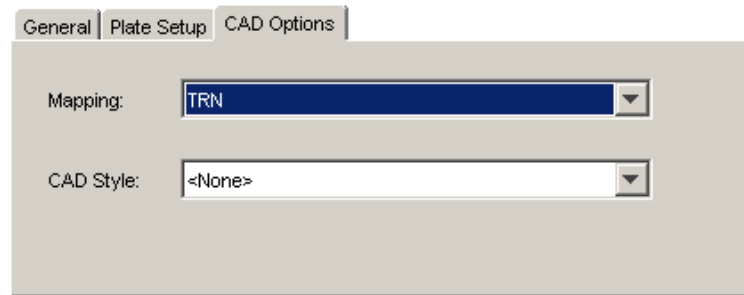 General Plate Setup CAD Options
Mapping: TRN
CAD Style: <None>